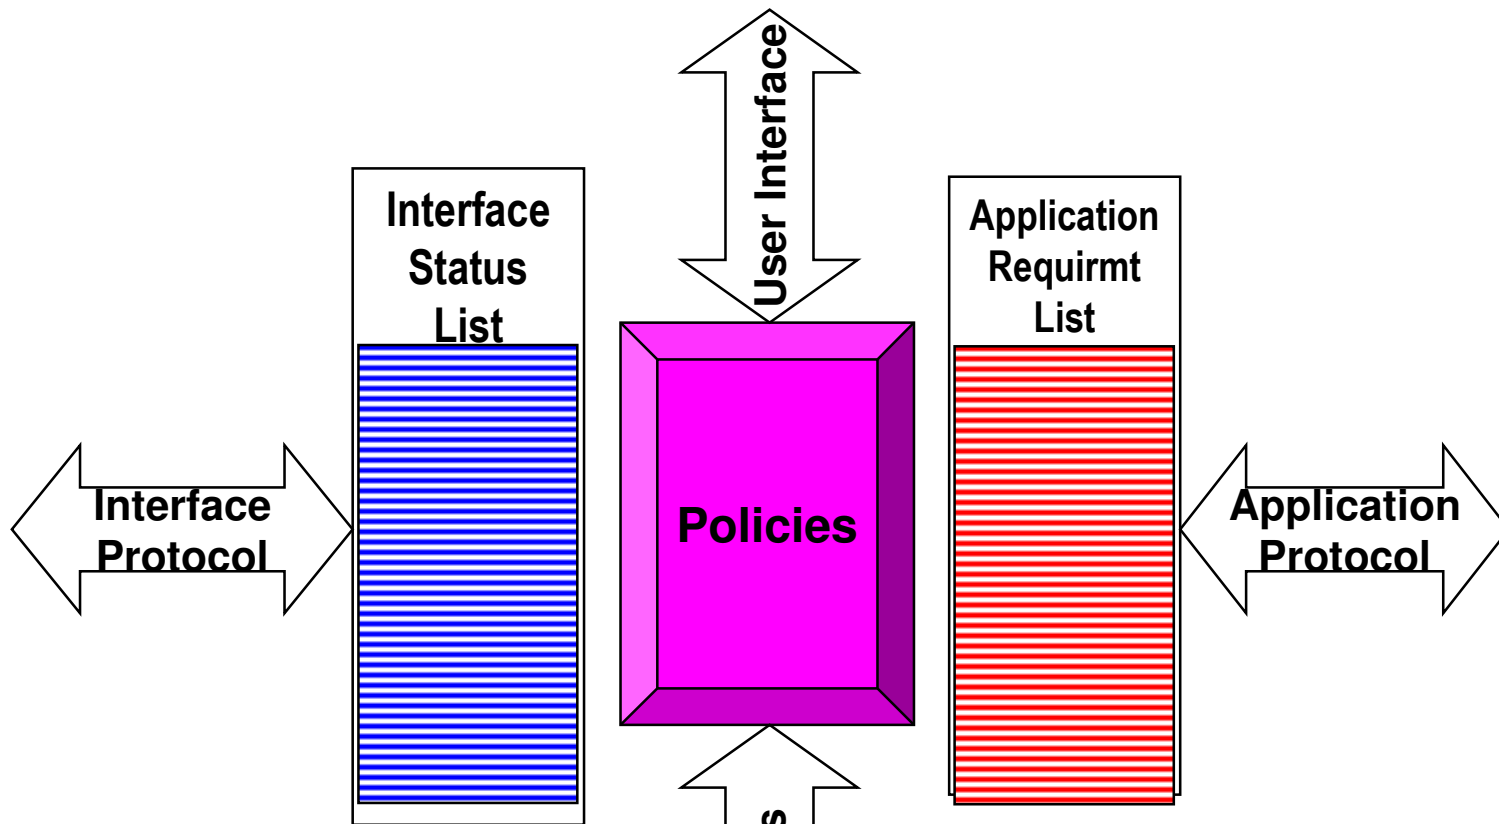 User Interface
Interface
Status
List
Application
Requirmt
List
Interface
Protocol
Policies
Application
Protocol